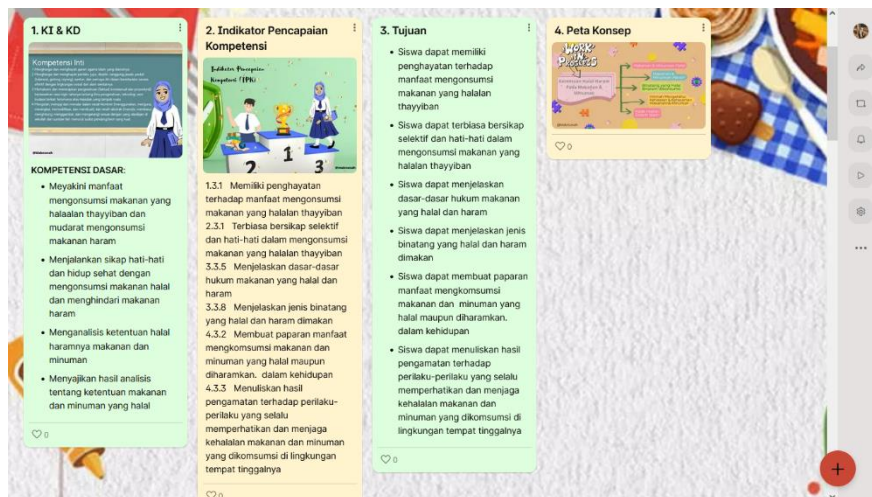 1. KI & KD
Kompetensi Inti
KOMPETENSI DASAR:
• Meyakini manfaat
mengonsumsi makanan yang
halaalan thayyiban dan
mudarat mengonsumsi
makanan haram
• Menjalankan sikap hati-hati
dan hidup sehat dengan
mengonsumsi makanan halal
dan menghindari makanan
haram
• Menganalisis ketentuan halal
haramnya makanan dan
minuman
• Menyajikan hasil analisis
tentang ketentuan makanan
dan minuman yang halal
0
2. Indikator Pencapaian
Kompetensi
Indikator Pencapaian
Kompetensi (IPK)
2 1 3
1.3.1 Memiliki penghayatan
terhadap manfaat mengonsumsi
makanan yang halalan thayyiban
2.3.1 Terbiasa bersikap selektif
dan hati-hati dalam mengonsumsi
makanan yang halalan thayyiban
3.3.5 Menjelaskan dasar-dasar
hukum makanan yang halal dan
haram
3.3.8 Menjelaskan jenis binatang
yang halal dan haram dimakan
4.3.2 Membuat paparan manfaat
mengkomsumsi makanan dan
minuman yang halal maupun
diharamkan. dalam kehidupan
4.3.3 Menuliskan hasil
pengamatan terhadap perilaku-
perilaku yang selalu
memperhatikan dan menjaga
kehalalan makanan dan minuman
yang dikomsumsi di lingkungan
tempat tinggalnya
0
3. Tujuan
• Siswa dapat memiliki
penghayatan terhadap
manfaat mengonsumsi
makanan yang halalan
thayyiban
• Siswa dapat terbiasa bersikap
selektif dan hati-hati dalam
mengonsumsi makanan yang
halalan thayyiban
• Siswa dapat menjelaskan
dasar-dasar hukum makanan
yang halal dan haram
• Siswa dapat menjelaskan jenis
binatang yang halal dan haram
dimakan
• Siswa dapat membuat paparan
manfaat mengkomsumsi
makanan dan minuman yang
halal maupun diharamkan.
dalam kehidupan
• Siswa dapat menuliskan hasil
pengamatan terhadap
perilaku-perilaku yang selalu
memperhatikan dan menjaga
kehalalan makanan dan
minuman yang dikomsumsi di
lingkungan tempat tinggalnya
0
4. Peta Konsep
WORK
IN
PROGRESS
0